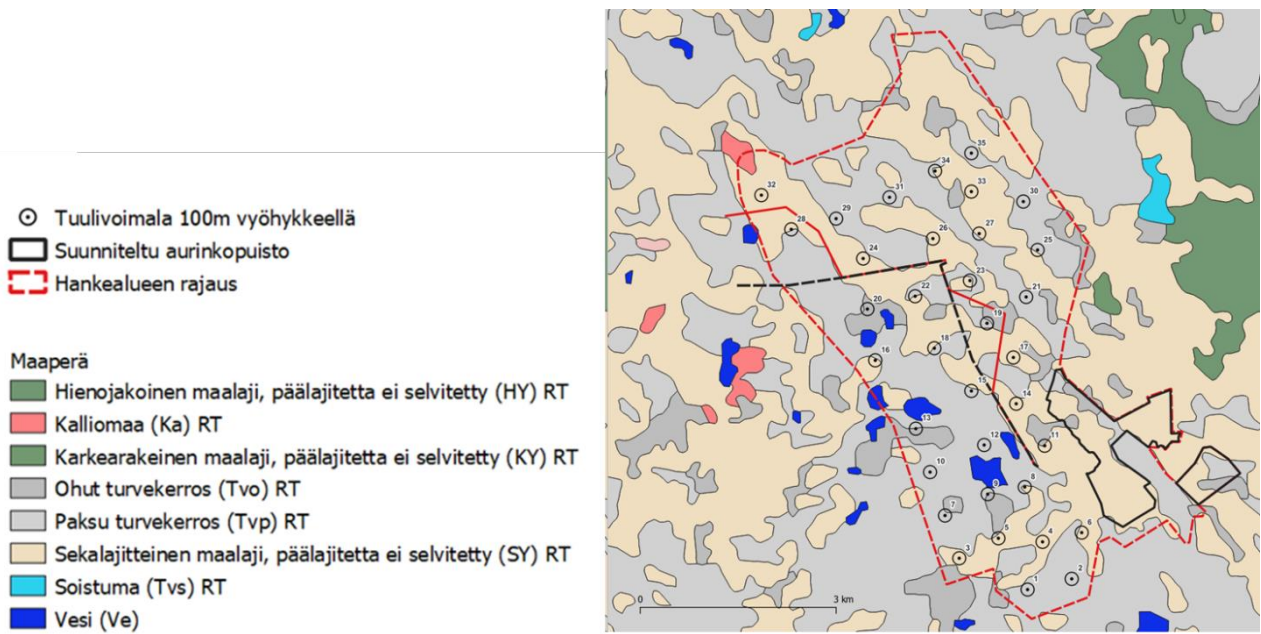 Tuulivoimala 100m vyöhykkeellä
Suunniteltu aurinkopuisto
Hankealueen rajaus
Maaperä
Hienojakoinen maalaji, päälajitetta ei selvitetty (HY) RT
Kalliomaa (Ka) RT
Karkearakeinen maalaji, päälajitetta ei selvitetty (KY) RT
Ohut turvekerros (Tvo) RT
Paksu turvekerros (Tvp) RT
Sekalajitteinen maalaji, päälajitetta ei selvitetty (SY) RT
Soistuma (Tvs) RT
Vesi (Ve)
35
34
33
32
31
30
29
28
27
26
25
24
23
22
21
20
19
18
17
16
15
14
13
12
11
10
9
8
7
6
5
4
3
2
1
0 3 km